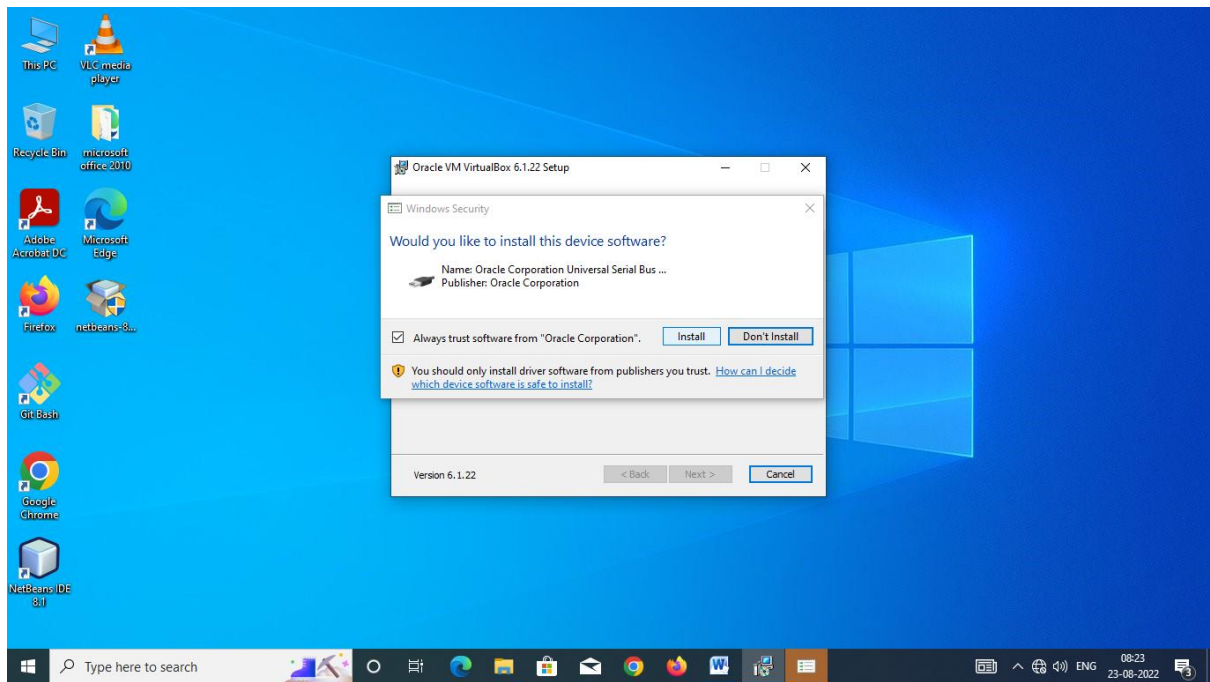 This PC
VLC media
player
Recycle Bin
microsoft
office 2010
Adobe
Acrobat DC
Microsoft
Edge
Firefox
netbeans-8...
Git Bash
Google
Chrome
NetBeans IDE
8.1
Oracle VM VirtualBox 6.1.22 Setup
Windows Security
Would you like to install this device software?
Name: Oracle Corporation Universal Serial Bus ...
Publisher: Oracle Corporation
Always trust software from "Oracle Corporation".
Install
Don't Install
You should only install driver software from publishers you trust. How can I decide
which device software is safe to install?
Version 6.1.22
< Back
Next >
Cancel
Type here to search
W
ENG
08:23
23-08-2022
3